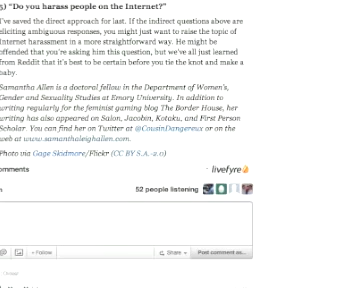 5) “Do you harass people on the Internet?”
I’ve saved the direct approach for last. If the indirect questions above are
eliciting ambiguous responses, you might just want to raise the topic of
Internet harassment in a more straightforward way. He might be
offended that you’re asking him this question, but we’ve all just learned
from Reddit that it’s best to be certain before you tie the knot and make a
baby.
Samantha Allen is a doctoral fellow in the Department of Women’s,
Gender and Sexuality Studies at Emory University. In addition to
writing regularly for the feminist gaming blog The Border House, her
writing has also appeared on Salon, Jacobin, Kotaku, and First Person
Scholar. You can find her on Twitter at @CousinDangereux or on the
web at www.samanthaleighallen.com.
Photo via Gage Skidmore/Flickr (CC BY S.A.-2.0)
omments
livefyre
52 people listening
+ Follow
Share
Post comment as...